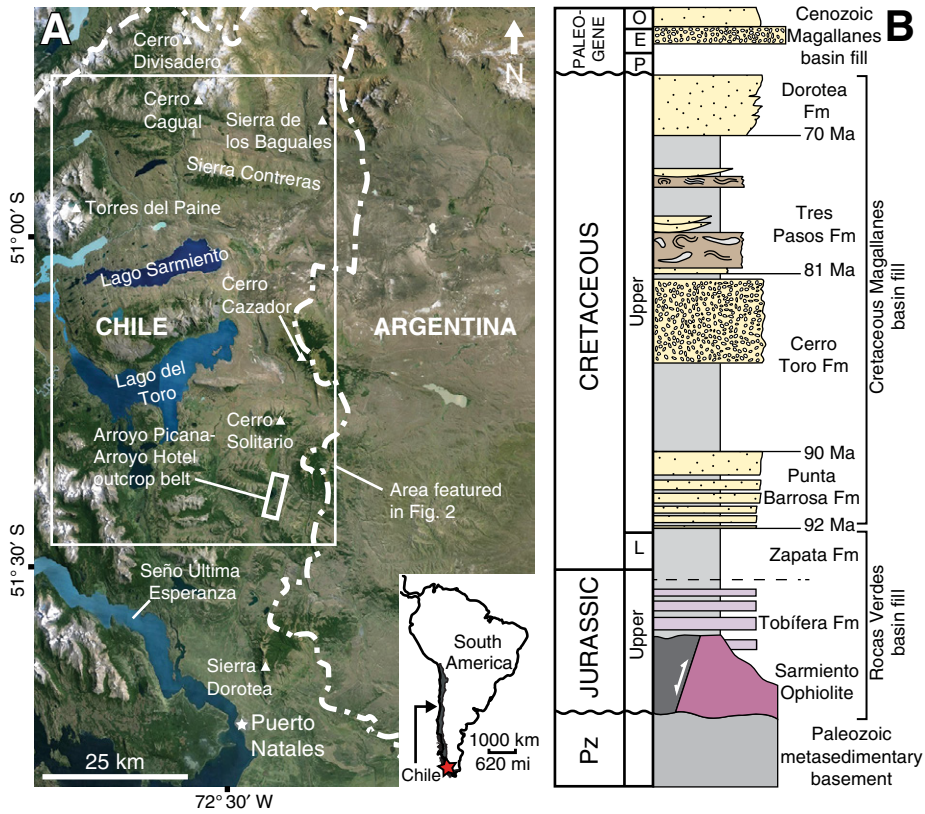 A
Cerro
Divisadero
N
Cerro
Cagual
Sierra de
los Baguales
Sierra Contreras
Torres del Paine
51° 00′ S
Lago Sarmiento
Cerro
Cazador
CHILE
ARGENTINA
Lago del
Toro
Cerro
Solitario
Arroyo Picana-
Arroyo Hotel
outcrop belt
Area featured
in Fig. 2
51° 30′ S
Seño Ultima
Esperanza
Sierra
Dorotea
Puerto
Natales
25 km
72° 30′ W
South
America
1000 km
620 mi
Chile
B
PALEO-
GENE
O
E
P
Cenozoic
Magallanes
basin fill
CRETACEOUS
Upper
L
Dorotea
Fm
70 Ma
Tres
Pasos Fm
81 Ma
Cerro
Toro Fm
90 Ma
Punta
Barrosa Fm
92 Ma
Cretaceous Magallanes
basin fill
Zapata Fm
JURASSIC
Upper
Tobífera Fm
Sarmiento
Ophiolite
Rocas Verdes
basin fill
Pz
Paleozoic
metasedimentary
basement